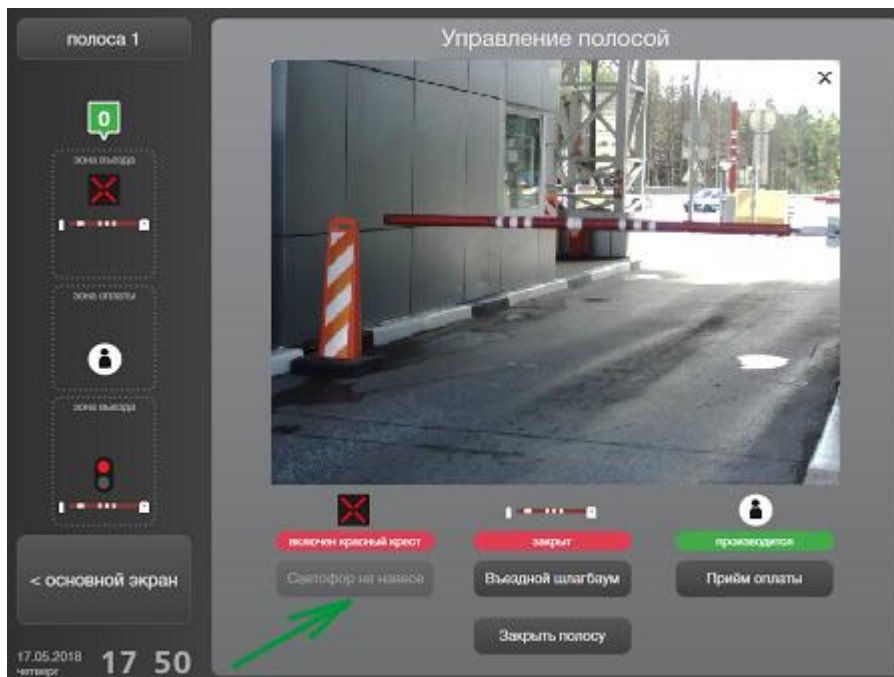 полоса 1
Управление полосой
0
зона въезда
зона оплаты
зона выезда
< основной экран
17.05.2018
четверг
17 50
включен красный крест
закрыт
производится
Светофор на навесе
Въездной шлагбаум
Приём оплаты
Закрыть полосу